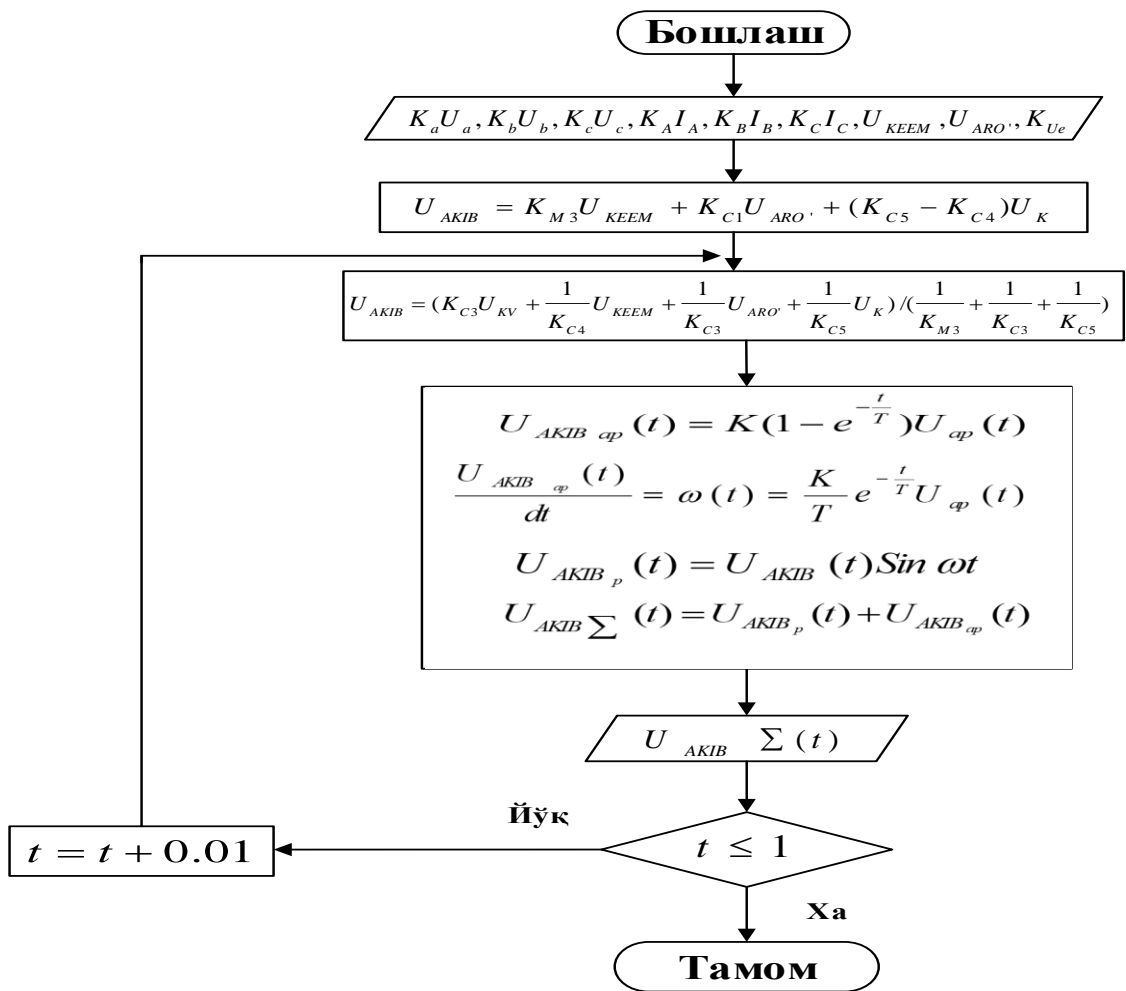 Бошлаш
K_a U_a, K_b U_b, K_c U_c, K_A I_A, K_B I_B, K_C I_C, U_KEEM, U_ARO', K_Ue
U_AKIB = K_M3 U_KEEM + K_C1 U_ARO' + (K_C5 − K_C4)U_K
U_AKIB = (K_C3 U_KV + 1/K_C4 U_KEEM + 1/K_C3 U_ARO' + 1/K_C5 U_K) / (1/K_M3 + 1/K_C3 + 1/K_C5)
U_AKIB ap (t) = K(1 − e^(−t/T))U_ap (t)
U_AKIB ap (t)/dt = ω(t) = K/T e^(−t/T) U_ap (t)
U_AKIB p (t) = U_AKIB (t)Sin ωt
U_AKIB ∑ (t) = U_AKIB p (t) + U_AKIB ap (t)
U_AKIB ∑ (t)
Йўқ
t = t + 0.01
t ≤ 1
Ха
Тамом